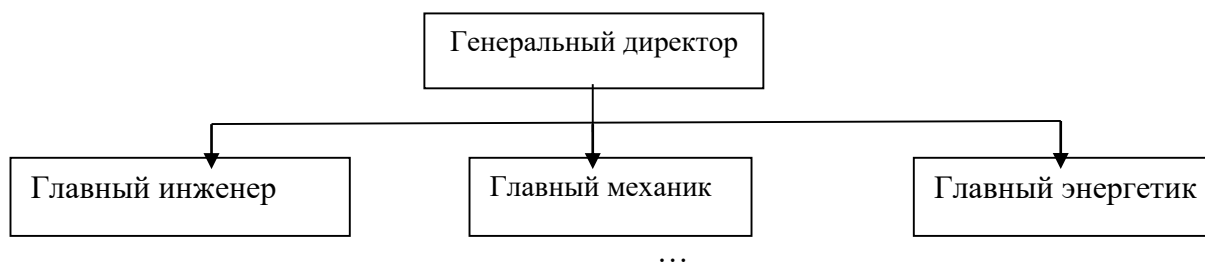 Генеральный директор
Главный инженер
Главный механик
Главный энергетик
…